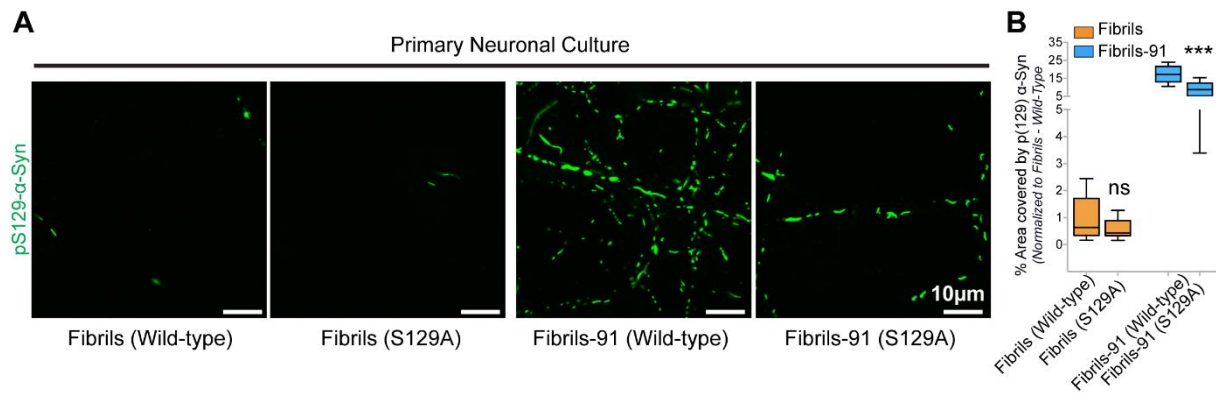 A
Primary Neuronal Culture
pS129-α-Syn
10µm
Fibrils (Wild-type)
Fibrils (S129A)
Fibrils-91 (Wild-type)
Fibrils-91 (S129A)
B
Fibrils
Fibrils-91
% Area covered by p(129) α-Syn
(Normalized to Fibrils - Wild-Type)
35
25
15
5
5
4
3
2
1
0
ns
***
Fibrils (Wild-type)
Fibrils (S129A)
Fibrils-91 (Wild-type)
Fibrils-91 (S129A)